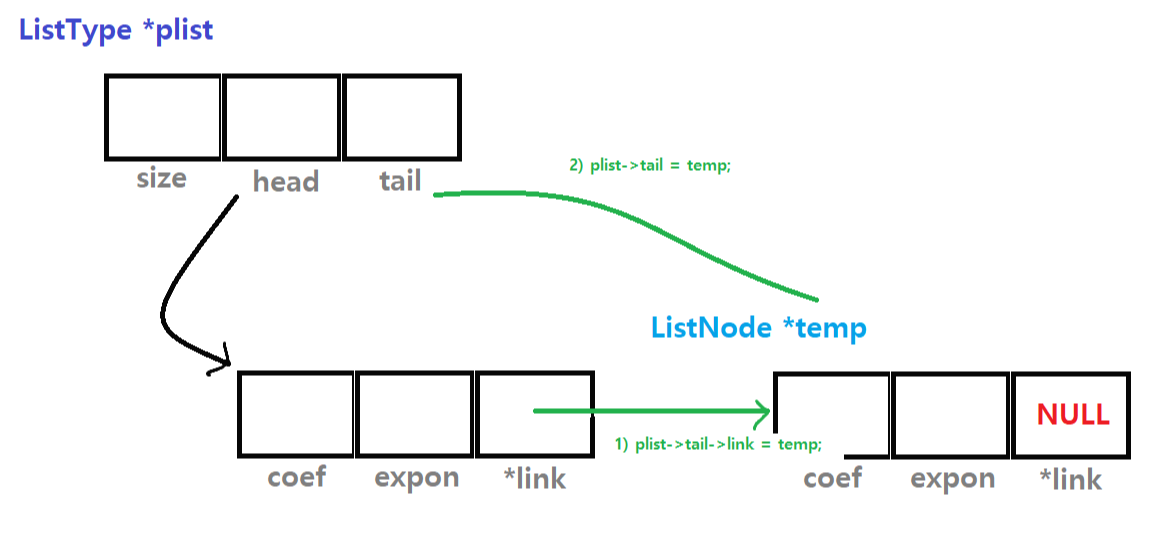 ListType *plist
size head tail
2) plist->tail = temp;
ListNode *temp
NULL
1) plist->tail->link = temp;
coef expon *link
coef expon *link